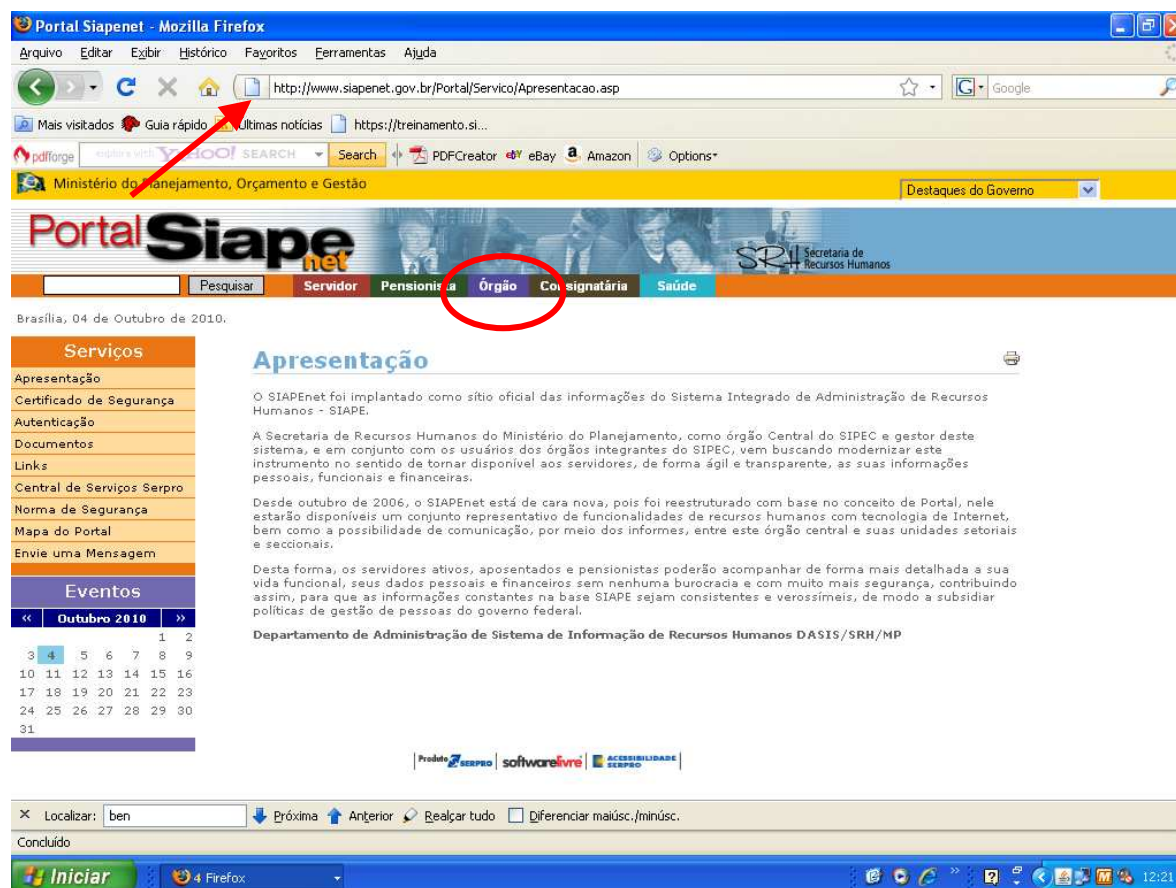 Portal Siapenet - Mozilla Firefox
Arquivo Editar Exibir Histórico Favoritos Ferramentas Ajuda
http://www.siapenet.gov.br/Portal/Servico/Apresentacao.asp
Google
Mais visitados Guia rápido Últimas notícias https://treinamento.si...
pdfforge YAHOO! SEARCH Search PDFCreator eBay Amazon Options
Ministério do Planejamento, Orçamento e Gestão
Destaques do Governo
Portal Siape net
SRH Secretaria de
Recursos Humanos
Pesquisar Servidor Pensionista Órgão Consignatária Saúde
Brasília, 04 de Outubro de 2010.
Serviços
Apresentação
Certificado de Segurança
Autenticação
Documentos
Links
Central de Serviços Serpro
Norma de Segurança
Mapa do Portal
Envie uma Mensagem
Eventos
« Outubro 2010 »
1 2
3 4 5 6 7 8 9
10 11 12 13 14 15 16
17 18 19 20 21 22 23
24 25 26 27 28 29 30
31
Apresentação
O SIAPEnet foi implantado como sítio oficial das informações do Sistema Integrado de Administração de Recursos
Humanos - SIAPE.
A Secretaria de Recursos Humanos do Ministério do Planejamento, como órgão Central do SIPEC e gestor deste
sistema, e em conjunto com os usuários dos órgãos integrantes do SIPEC, vem buscando modernizar este
instrumento no sentido de tornar disponível aos servidores, de forma ágil e transparente, as suas informações
pessoais, funcionais e financeiras.
Desde outubro de 2006, o SIAPEnet está de cara nova, pois foi reestruturado com base no conceito de Portal, nele
estarão disponíveis um conjunto representativo de funcionalidades de recursos humanos com tecnologia de Internet,
bem como a possibilidade de comunicação, por meio dos informes, entre este órgão central e suas unidades setoriais
e seccionais.
Desta forma, os servidores ativos, aposentados e pensionistas poderão acompanhar de forma mais detalhada a sua
vida funcional, seus dados pessoais e financeiros sem nenhuma burocracia e com muito mais segurança, contribuindo
assim, para que as informações constantes na base SIAPE sejam consistentes e verossímeis, de modo a subsidiar
políticas de gestão de pessoas do governo federal.
Departamento de Administração de Sistema de Informação de Recursos Humanos DASIS/SRH/MP
Produto SERPRO softwarelivre ACESSIBILIDADE
SERPRO
Localizar: ben Próxima Anterior Realçar tudo Diferenciar maiúsc./minúsc.
Concluído
Iniciar 4 Firefox 12:21